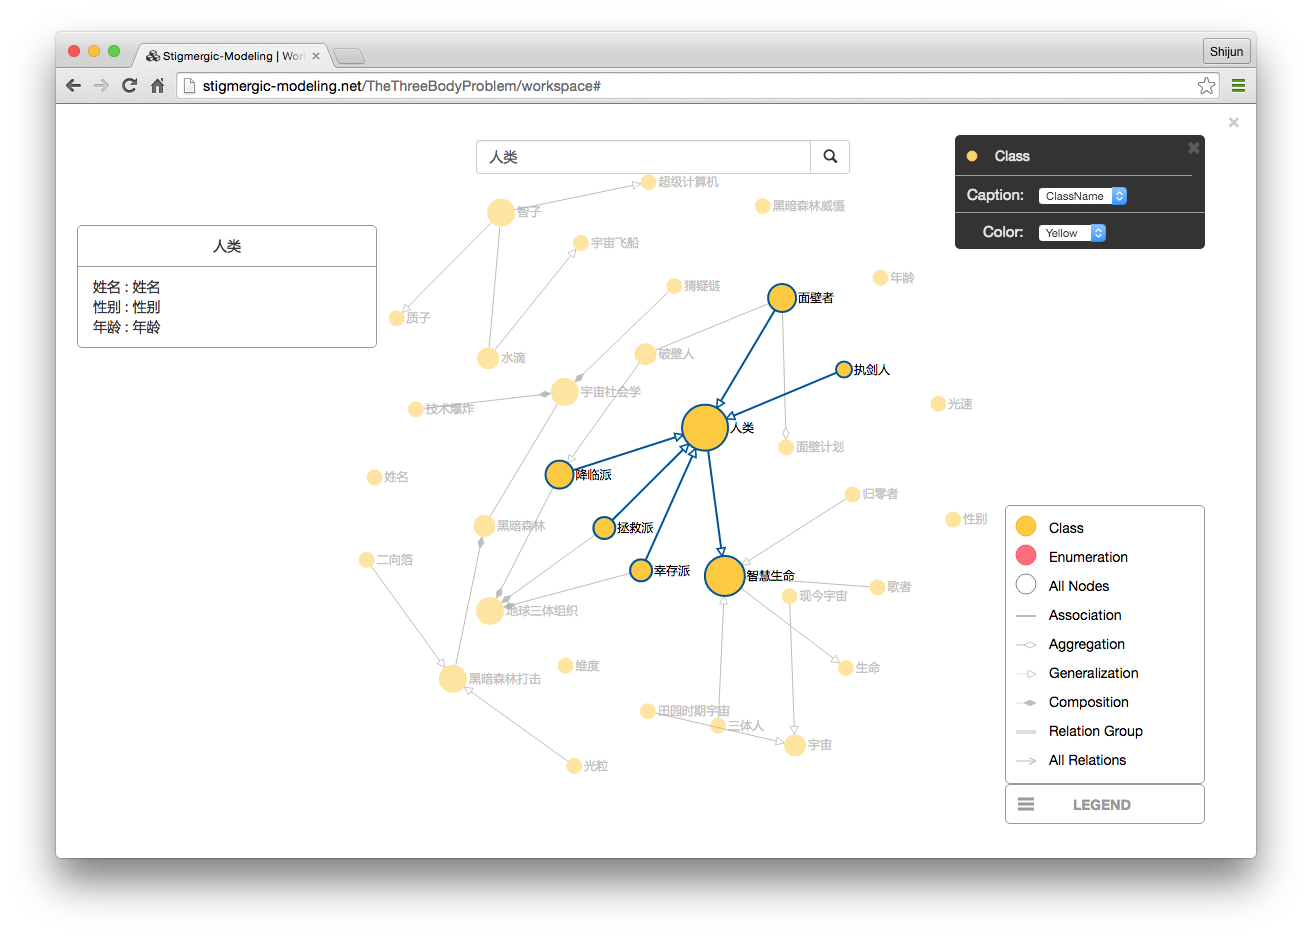 Stigmergic-Modeling | Wor
Shijun
stigmergic-modeling.net/TheThreeBodyProblem/workspace#
人类
Class
Caption:
ClassName
Color:
Yellow
人类
姓名 : 姓名
性别 : 性别
年龄 : 年龄
超级计算机
智子
黑暗森林威慑
宇宙飞船
年龄
猜疑链
面壁者
质子
水滴
破壁人
执剑人
宇宙社会学
技术爆炸
光速
人类
面壁计划
降临派
姓名
归零者
黑暗森林
拯救派
性别
二向箔
幸存派
智慧生命
歌者
现今宇宙
地球三体组织
维度
生命
黑暗森林打击
田园时期宇宙
三体人
宇宙
光粒
Class
Enumeration
All Nodes
Association
Aggregation
Generalization
Composition
Relation Group
All Relations
LEGEND